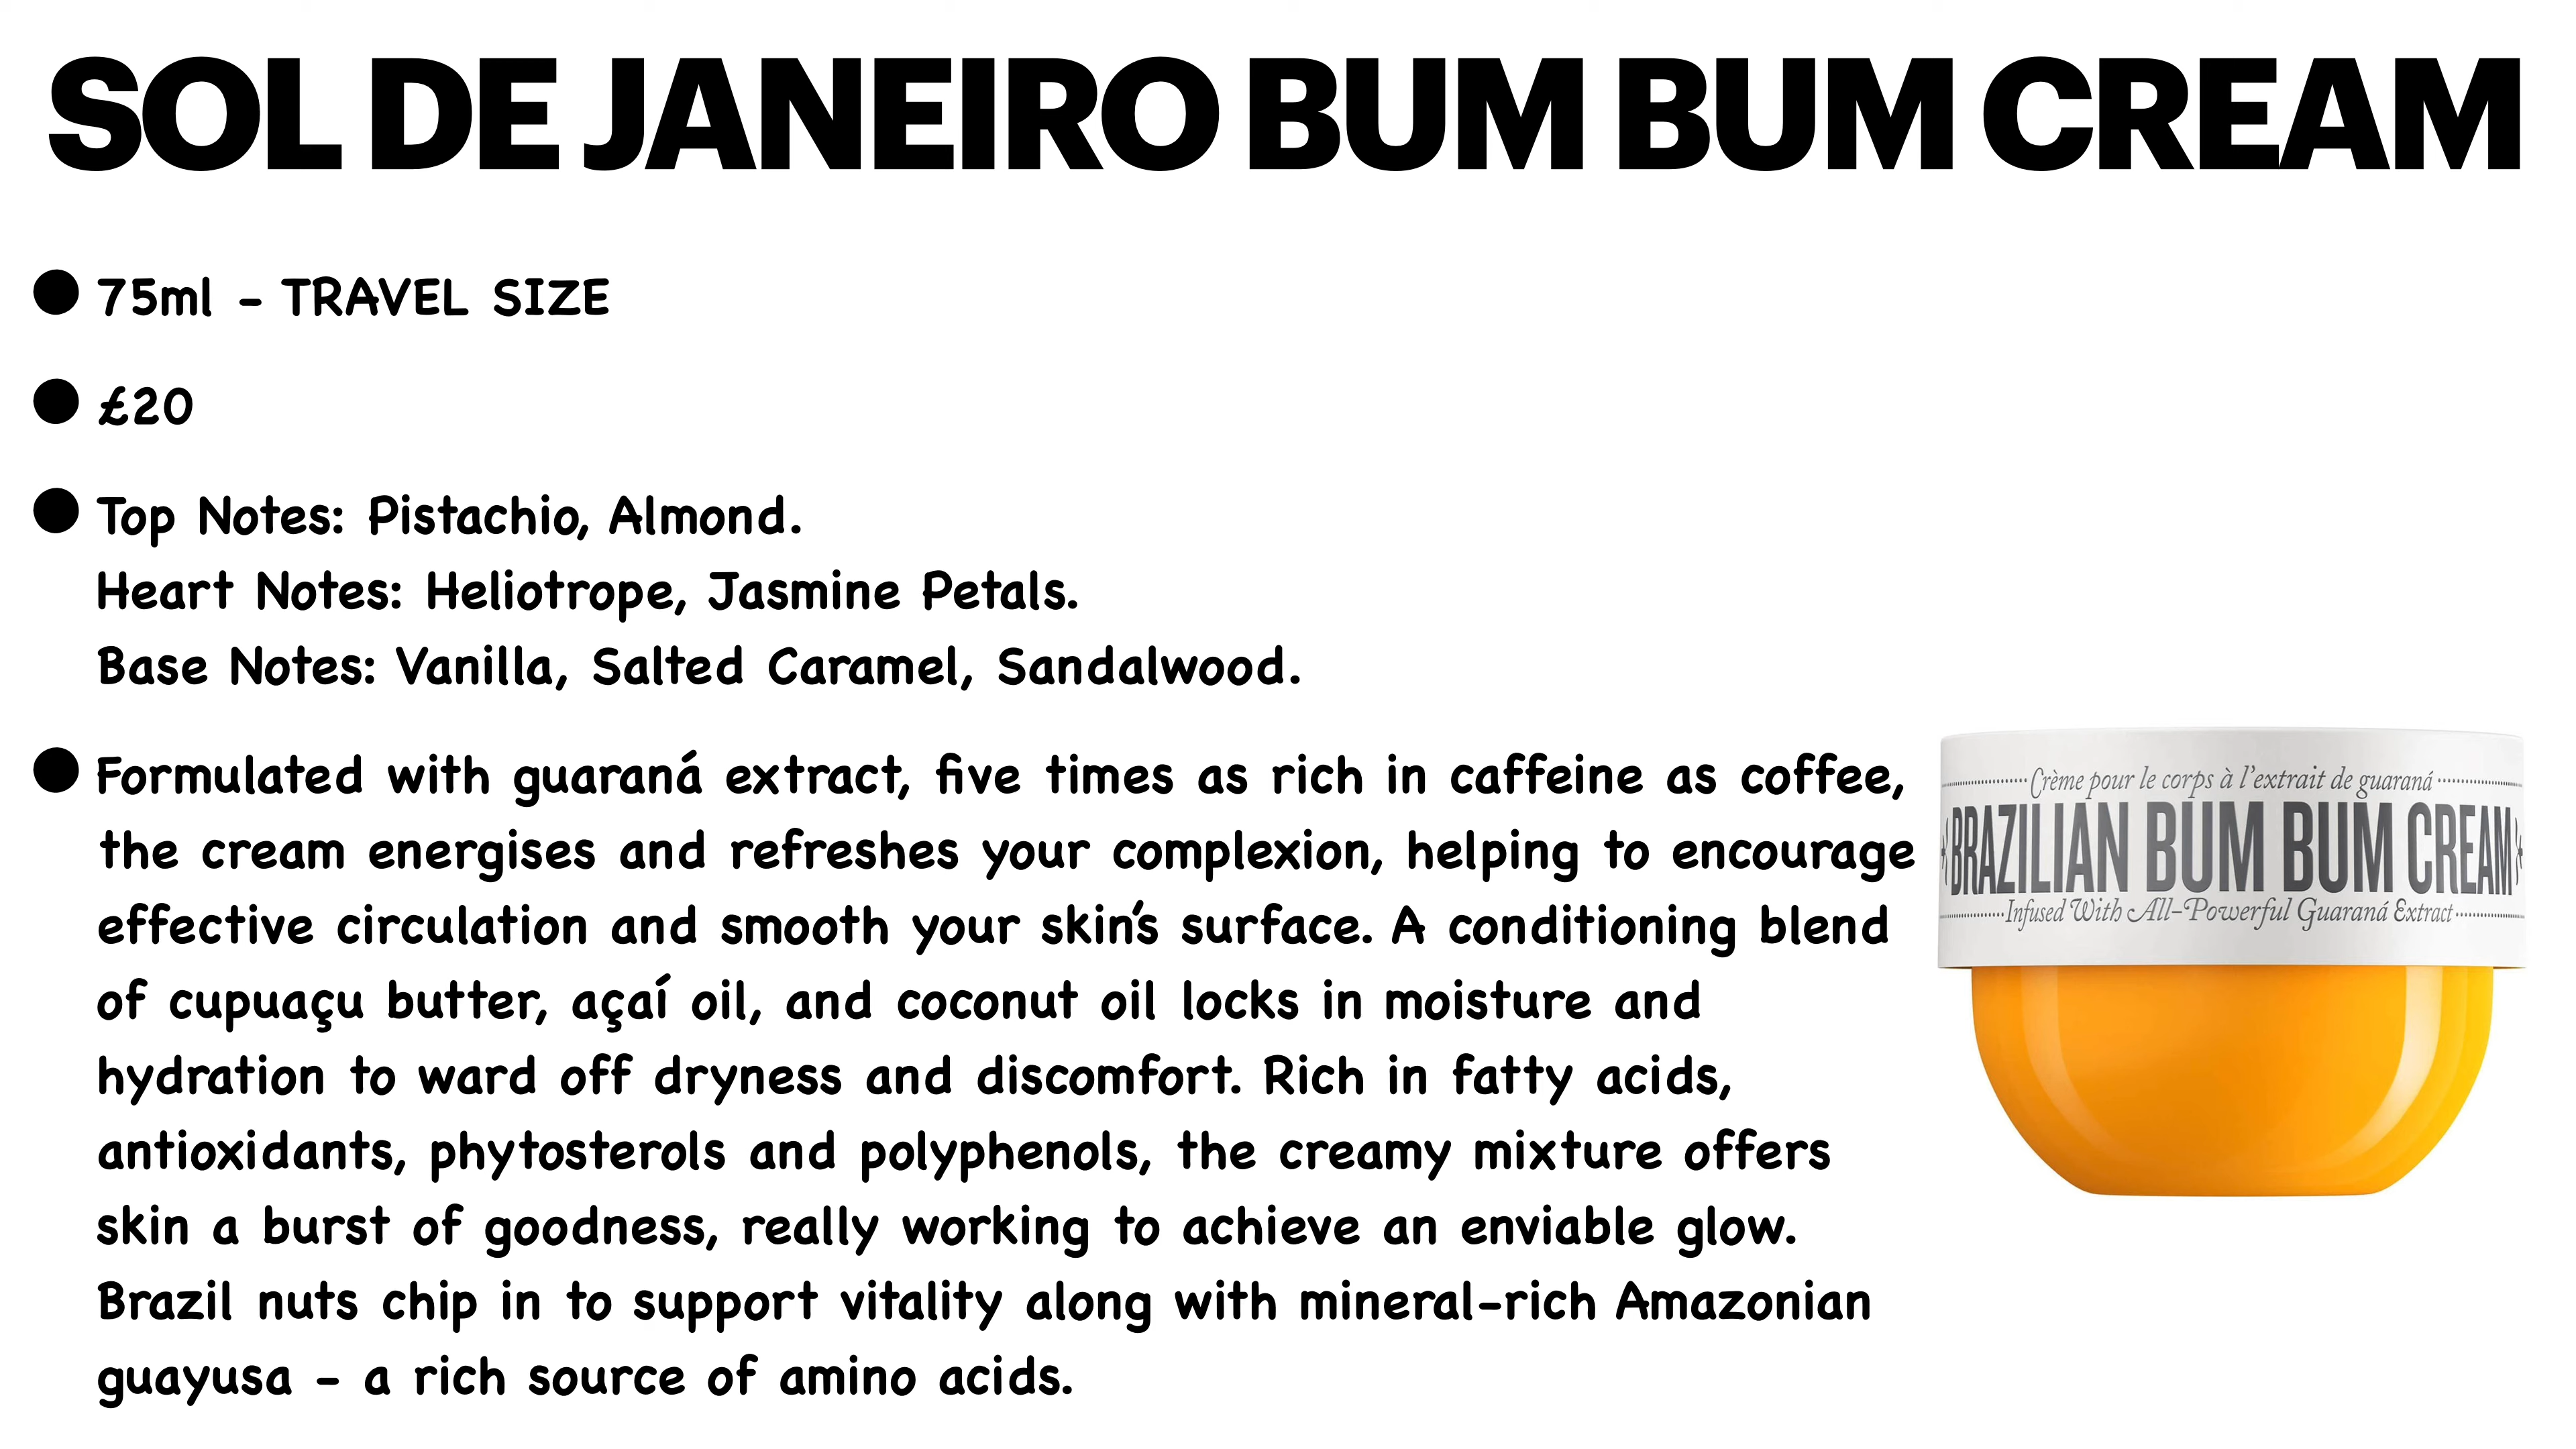 SOL DE JANEIRO BUM BUM CREAM
● 75ml - TRAVEL SIZE
● £20
● Top Notes: Pistachio, Almond.
Heart Notes: Heliotrope, Jasmine Petals.
Base Notes: Vanilla, Salted Caramel, Sandalwood.
● Formulated with guaraná extract, five times as rich in caffeine as coffee,
the cream energises and refreshes your complexion, helping to encourage
effective circulation and smooth your skin's surface. A conditioning blend
of cupuaçu butter, açaí oil, and coconut oil locks in moisture and
hydration to ward off dryness and discomfort. Rich in fatty acids,
antioxidants, phytosterols and polyphenols, the creamy mixture offers
skin a burst of goodness, really working to achieve an enviable glow.
Brazil nuts chip in to support vitality along with mineral-rich Amazonian
guayusa - a rich source of amino acids.
Crème pour le corps à l'extrait de guaraná
BRAZILIAN BUM BUM CREAM
Infused With All-Powerful Guaraná Extract